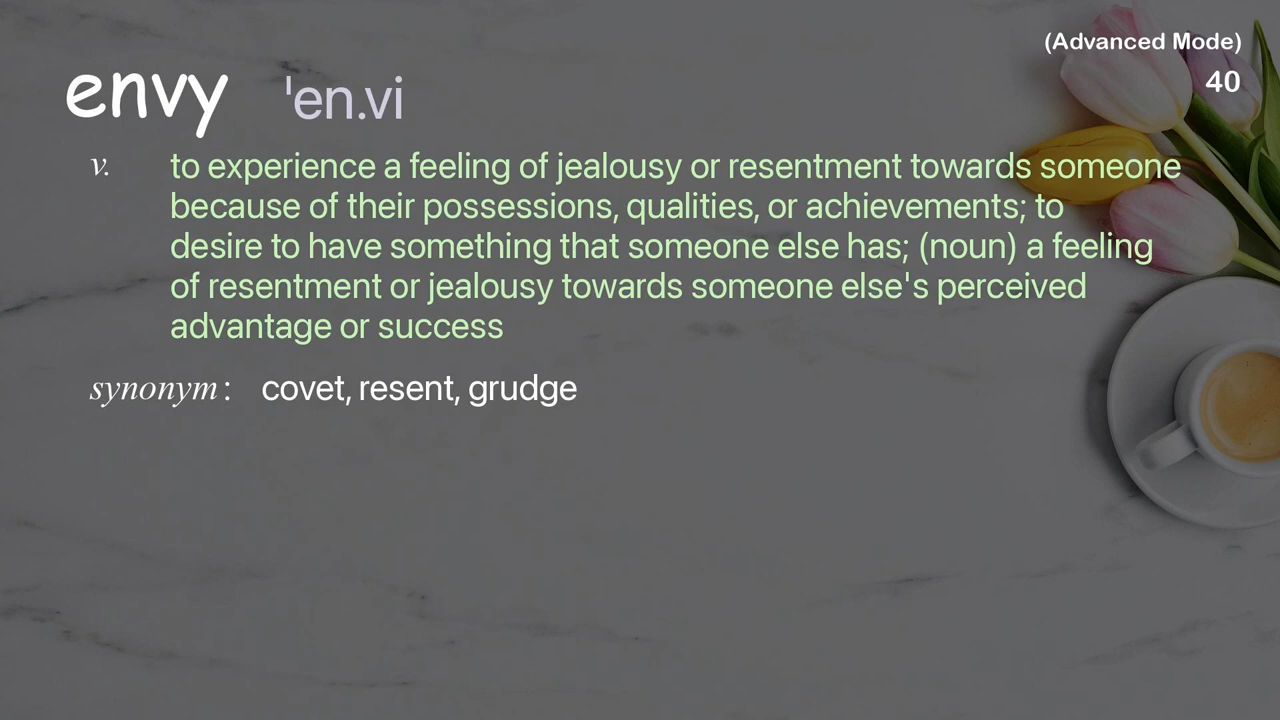 (Advanced Mode)
envy ˈen.vi
40
v. to experience a feeling of jealousy or resentment towards someone
because of their possessions, qualities, or achievements; to
desire to have something that someone else has; (noun) a feeling
of resentment or jealousy towards someone else's perceived
advantage or success
synonym : covet, resent, grudge